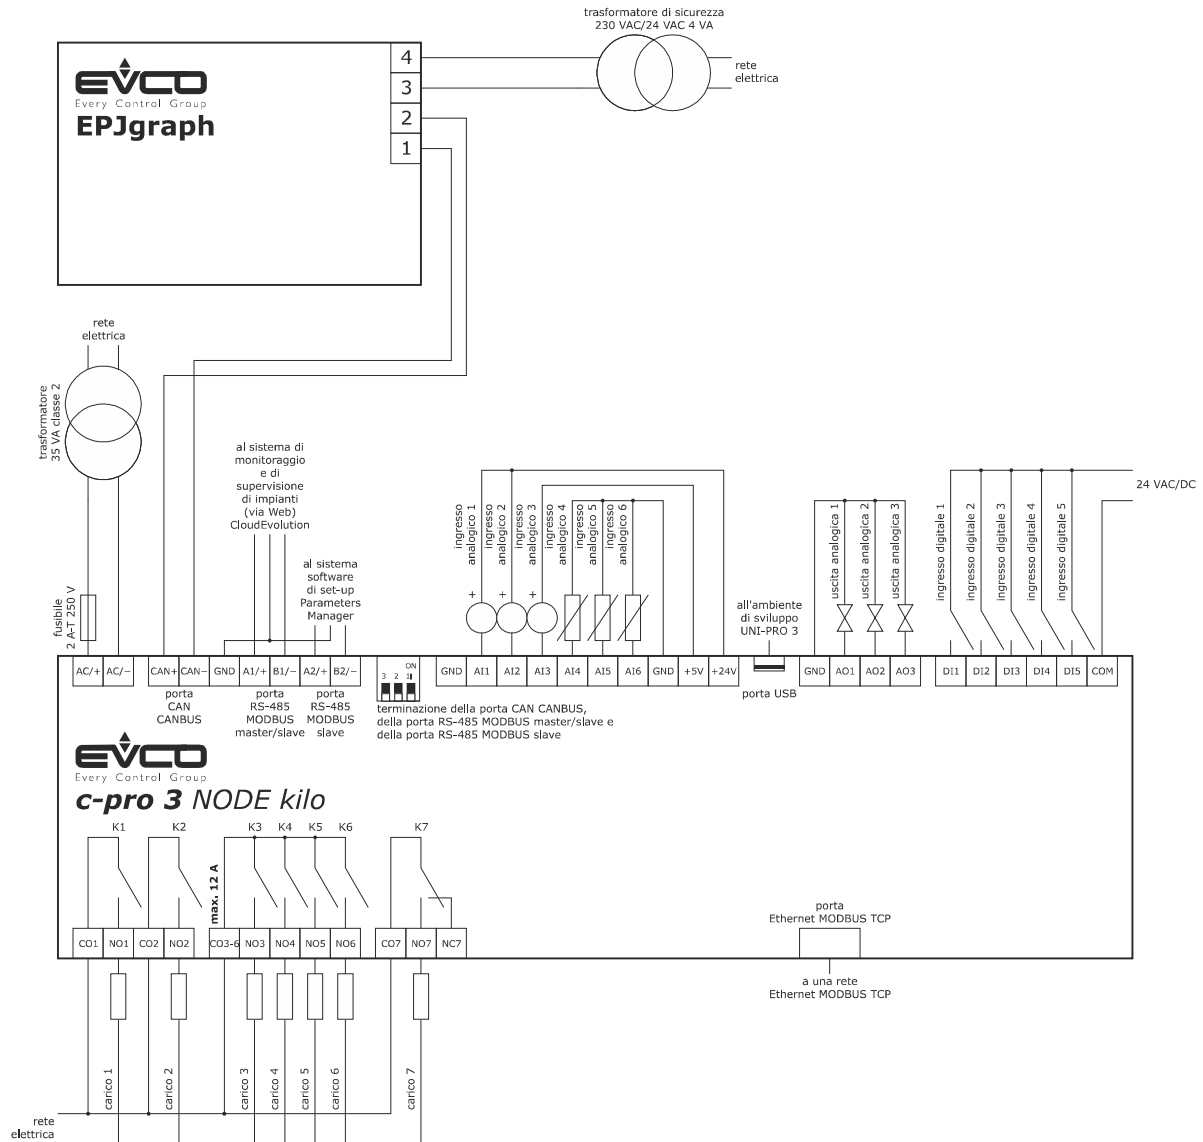 trasformatore di sicurezza
230 VAC/24 VAC 4 VA
rete
elettrica
EVCO
Every Control Group
EPJgraph
4
3
2
1
rete
elettrica
trasformatore
35 VA classe 2
fusibile
2 A-T 250 V
al sistema di
monitoraggio
e di
supervisione
di impianti
(via Web)
CloudEvolution
al sistema
software
di set-up
Parameters
Manager
ingresso
analogico 1
ingresso
analogico 2
ingresso
analogico 3
ingresso
analogico 4
ingresso
analogico 5
ingresso
analogico 6
+ + +
all'ambiente
di sviluppo
UNI-PRO 3
uscita analogica 1
uscita analogica 2
uscita analogica 3
ingresso digitale 1
ingresso digitale 2
ingresso digitale 3
ingresso digitale 4
ingresso digitale 5
24 VAC/DC
AC/+ AC/− CAN+ CAN− GND A1/+ B1/− A2/+ B2/− GND AI1 AI2 AI3 AI4 AI5 AI6 GND +5V +24V GND AO1 AO2 AO3 DI1 DI2 DI3 DI4 DI5 COM
ON
3 2 1
porta
CAN
CANBUS
porta
RS-485
MODBUS
master/slave
porta
RS-485
MODBUS
slave
terminazione della porta CAN CANBUS,
della porta RS-485 MODBUS master/slave e
della porta RS-485 MODBUS slave
porta USB
EVCO
Every Control Group
c-pro 3 NODE kilo
K1 K2 K3 K4 K5 K6 K7
max. 12 A
CO1 NO1 CO2 NO2 CO3-6 NO3 NO4 NO5 NO6 CO7 NO7 NC7
porta
Ethernet MODBUS TCP
a una rete
Ethernet MODBUS TCP
carico 1
carico 2
carico 3
carico 4
carico 5
carico 6
carico 7
rete
elettrica